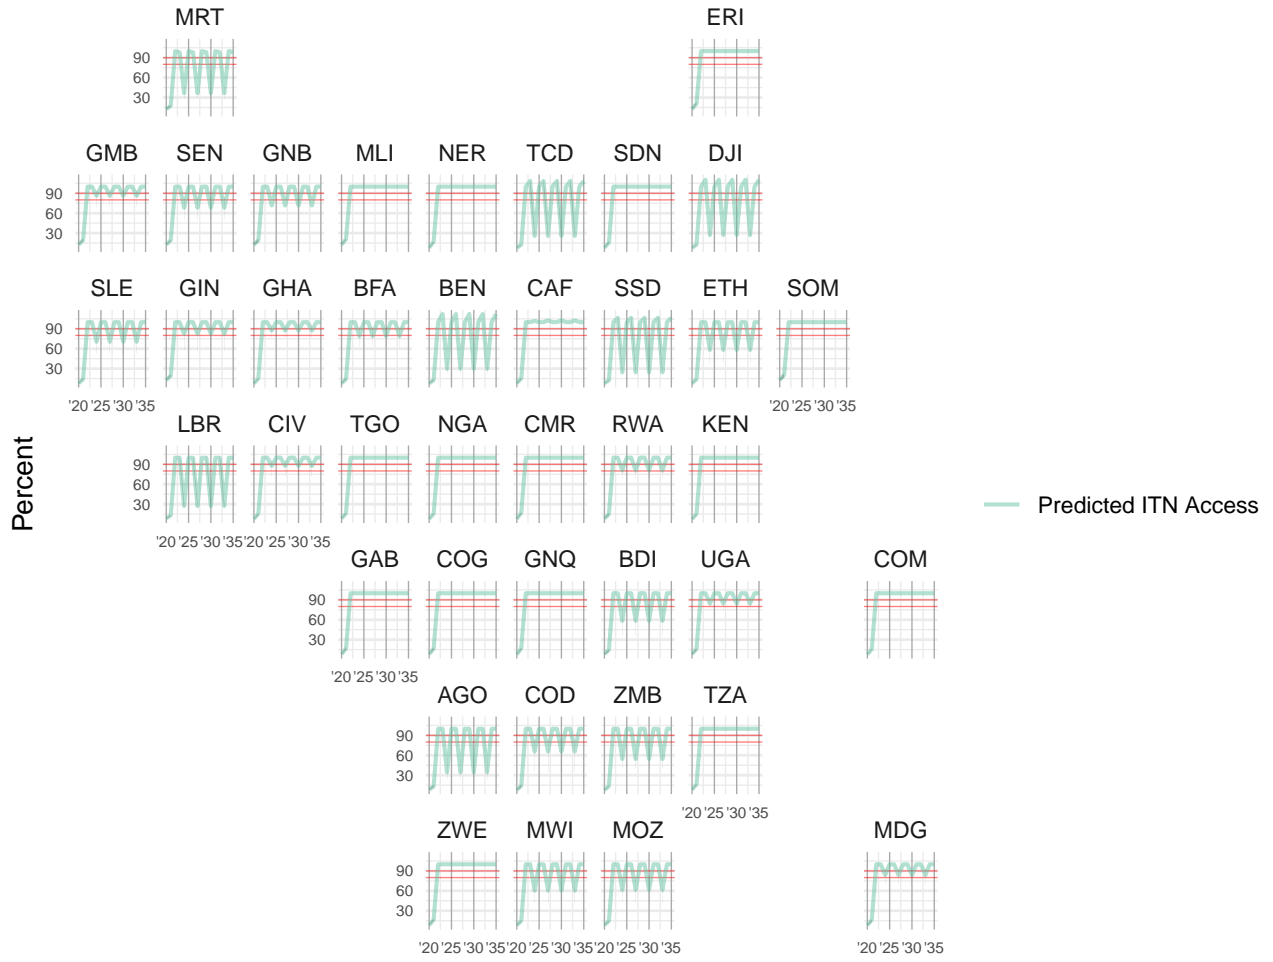 MRT ERI
90
60
30
GMB SEN GNB MLI NER TCD SDN DJI
90
60
30
SLE GIN GHA BFA BEN CAF SSD ETH SOM
90
60
30
'20 '25 '30 '35 '20 '25 '30 '35
LBR CIV TGO NGA CMR RWA KEN
90
60
30
Percent
Predicted ITN Access
'20 '25 '30 '35 '20 '25 '30 '35
GAB COG GNQ BDI UGA COM
90
60
30
'20 '25 '30 '35
AGO COD ZMB TZA
90
60
30
'20 '25 '30 '35
ZWE MWI MOZ MDG
90
60
30
'20 '25 '30 '35 '20 '25 '30 '35 '20 '25 '30 '35 '20 '25 '30 '35